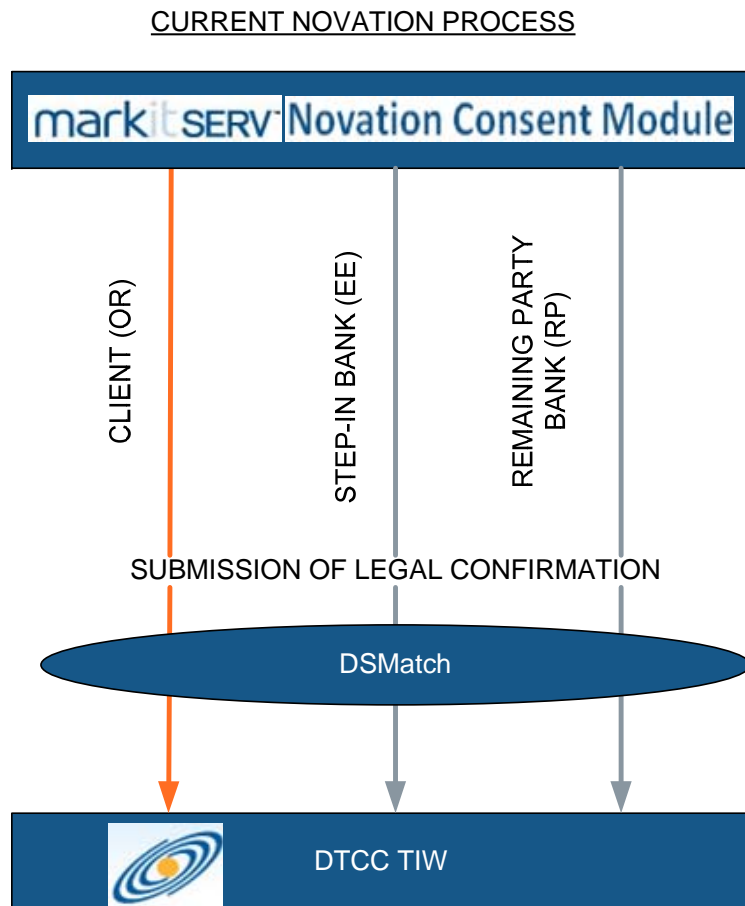 CURRENT NOVATION PROCESS
markitSERV™ Novation Consent Module
CLIENT (OR)
STEP-IN BANK (EE)
REMAINING PARTY
BANK (RP)
SUBMISSION OF LEGAL CONFIRMATION
DSMatch
DTCC TIW